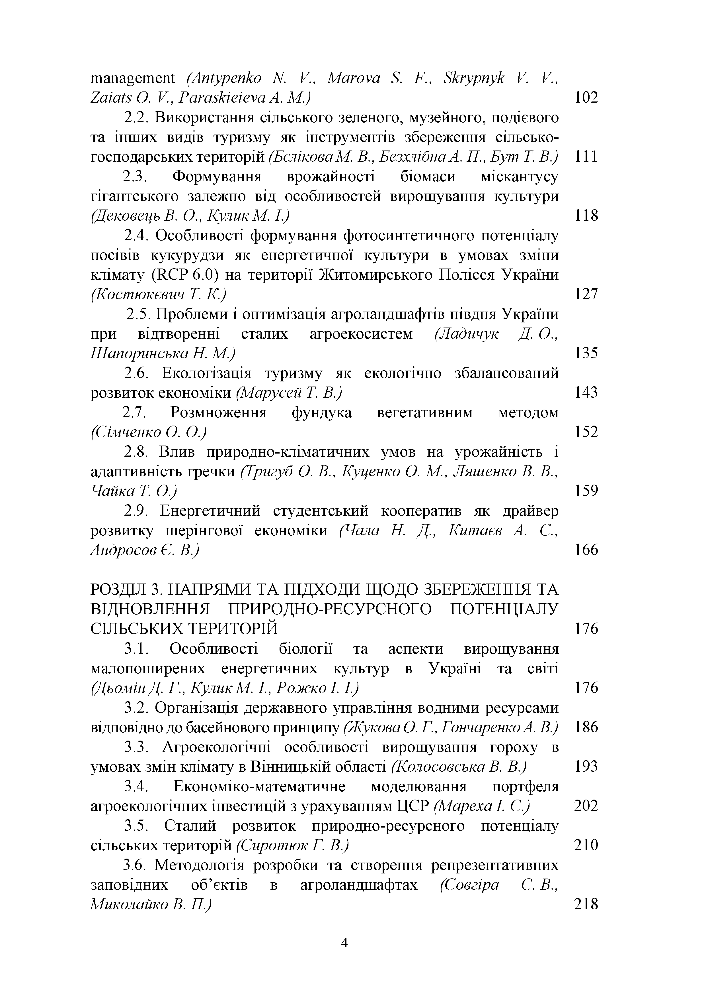 management (Antypenko N. V., Marova S. F., Skrypnyk V. V.,
Zaiats O. V., Paraskieieva A. M.) 102
2.2. Використання сільського зеленого, музейного, подієвого
та інших видів туризму як інструментів збереження сільсько-
господарських територій (Бєлікова М. В., Безхлібна А. П., Бут Т. В.) 111
2.3. Формування врожайності біомаси міскантусу
гігантського залежно від особливостей вирощування культури
(Дековець В. О., Кулик М. І.) 118
2.4. Особливості формування фотосинтетичного потенціалу
посівів кукурудзи як енергетичної культури в умовах зміни
клімату (RCP 6.0) на території Житомирського Полісся України
(Костюкєвич Т. К.) 127
2.5. Проблеми і оптимізація агроландшафтів півдня України
при відтворенні сталих агроекосистем (Ладичук Д. О.,
Шапоринська Н. М.) 135
2.6. Екологізація туризму як екологічно збалансований
розвиток економіки (Марусей Т. В.) 143
2.7. Розмноження фундука вегетативним методом
(Сімченко О. О.) 152
2.8. Влив природно-кліматичних умов на урожайність і
адаптивність гречки (Тригуб О. В., Куценко О. М., Ляшенко В. В.,
Чайка Т. О.) 159
2.9. Енергетичний студентський кооператив як драйвер
розвитку шерінгової економіки (Чала Н. Д., Китаєв А. С.,
Андросов Є. В.) 166
РОЗДІЛ 3. НАПРЯМИ ТА ПІДХОДИ ЩОДО ЗБЕРЕЖЕННЯ ТА
ВІДНОВЛЕННЯ ПРИРОДНО-РЕСУРСНОГО ПОТЕНЦІАЛУ
СІЛЬСЬКИХ ТЕРИТОРІЙ 176
3.1. Особливості біології та аспекти вирощування
малопоширених енергетичних культур в Україні та світі
(Дьомін Д. Г., Кулик М. І., Рожко І. І.) 176
3.2. Організація державного управління водними ресурсами
відповідно до басейнового принципу (Жукова О. Г., Гончаренко А. В.) 186
3.3. Агроекологічні особливості вирощування гороху в
умовах змін клімату в Вінницькій області (Колосовська В. В.) 193
3.4. Економіко-математичне моделювання портфеля
агроекологічних інвестицій з урахуванням ЦСР (Мареха І. С.) 202
3.5. Сталий розвиток природно-ресурсного потенціалу
сільських територій (Сиротюк Г. В.) 210
3.6. Методологія розробки та створення репрезентативних
заповідних об’єктів в агроландшафтах (Совгіра С. В.,
Миколайко В. П.) 218
4